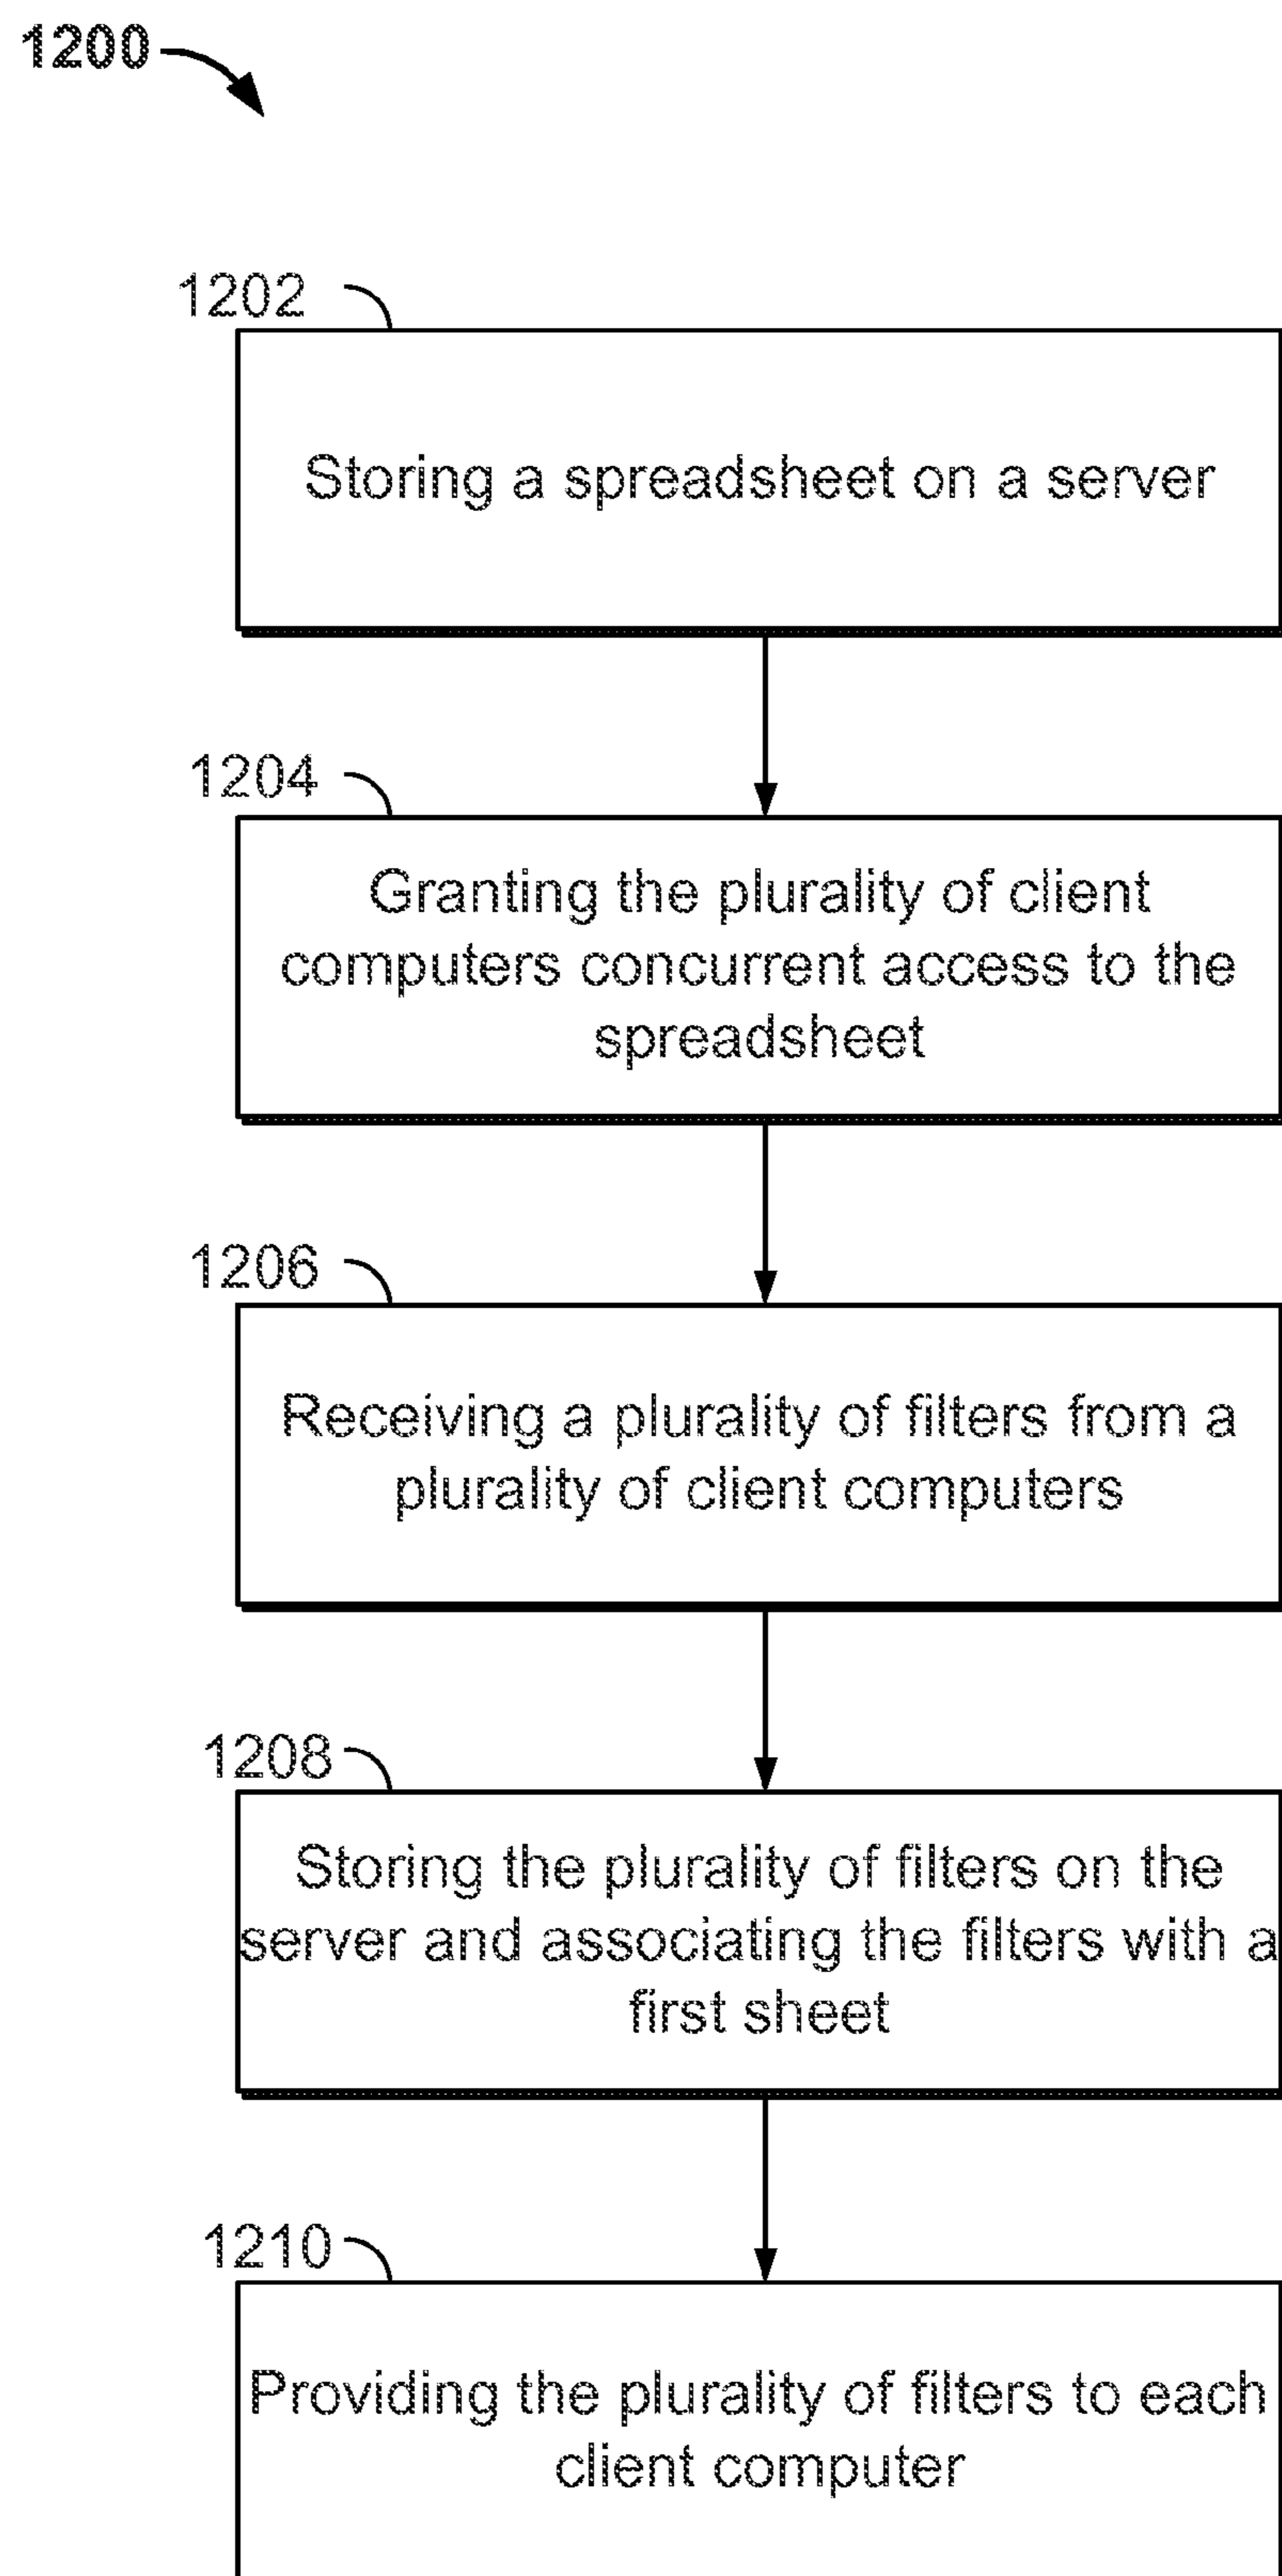 1200
1202
Storing a spreadsheet on a server
1204
Granting the plurality of client
computers concurrent access to the
spreadsheet
1206
Receiving a plurality of filters from a
plurality of client computers
1208
Storing the plurality of filters on the
server and associating the filters with a
first sheet
1210
Providing the plurality of filters to each
client computer